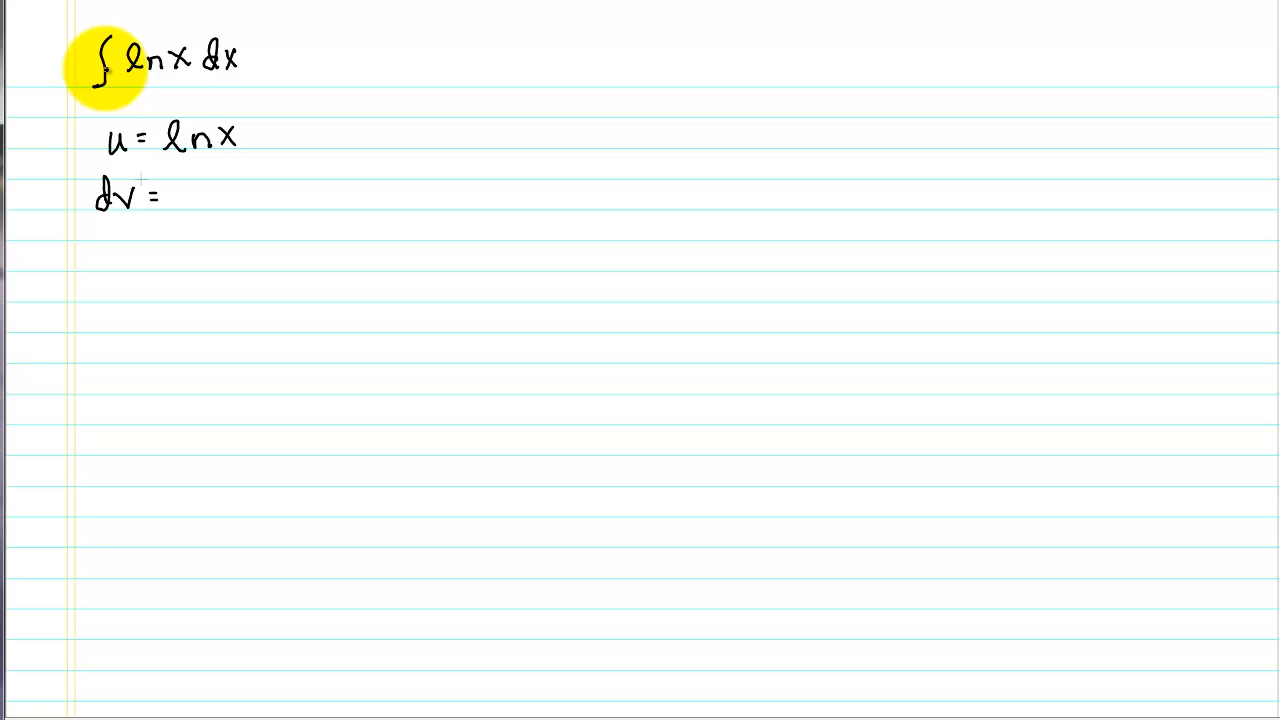 ∫ ln x dx
u = ln x
dv =